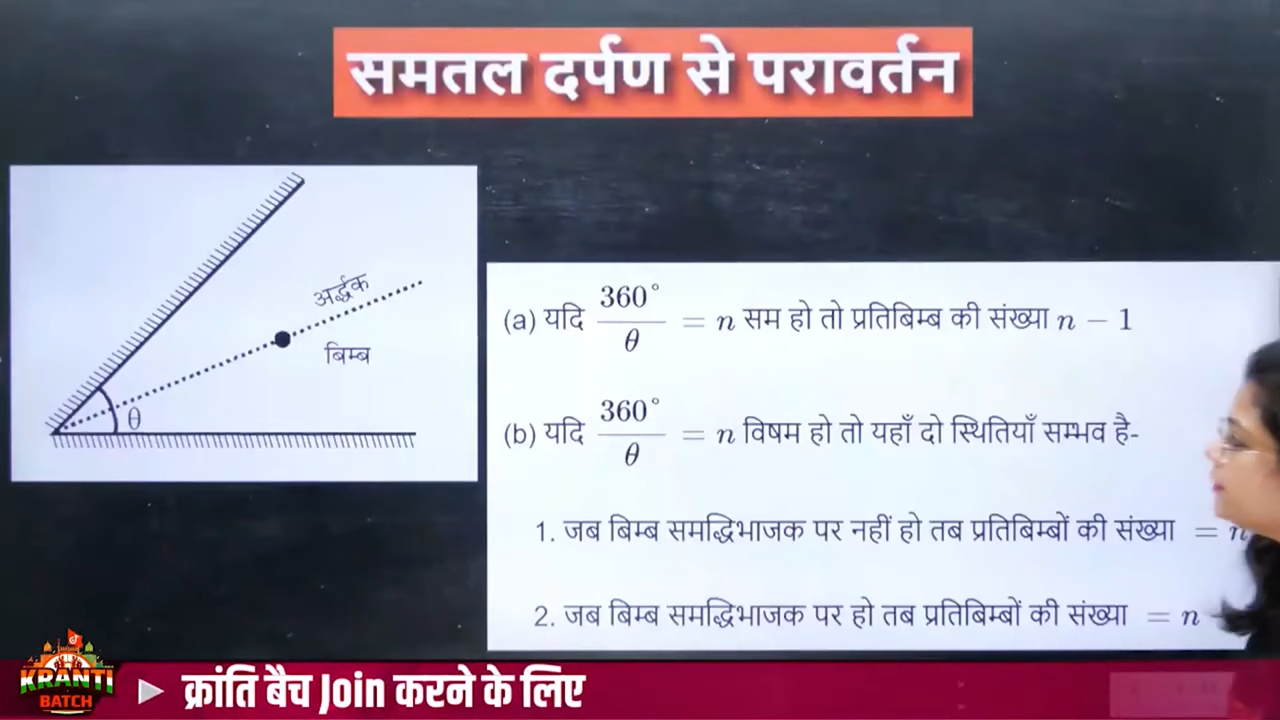 समतल दर्पण से परावर्तन
अर्द्धक
बिम्ब
θ
(a) यदि 360°/θ = n सम हो तो प्रतिबिम्ब की संख्या n − 1
(b) यदि 360°/θ = n विषम हो तो यहाँ दो स्थितियाँ सम्भव है-
1. जब बिम्ब समद्विभाजक पर नहीं हो तब प्रतिबिम्बों की संख्या = n
2. जब बिम्ब समद्विभाजक पर हो तब प्रतिबिम्बों की संख्या = n
KRANTI
BATCH
क्रांति बैच Join करने के लिए